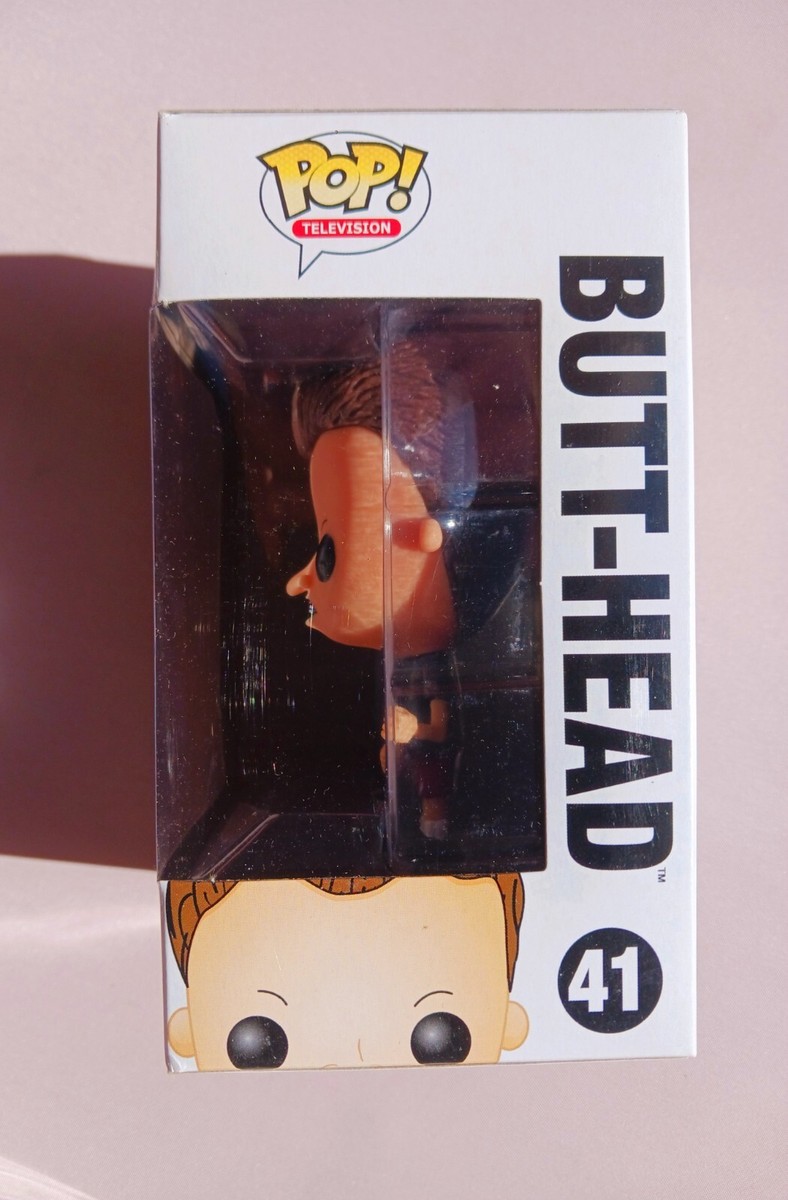 POP!
TELEVISION
BUTT-HEAD™
41